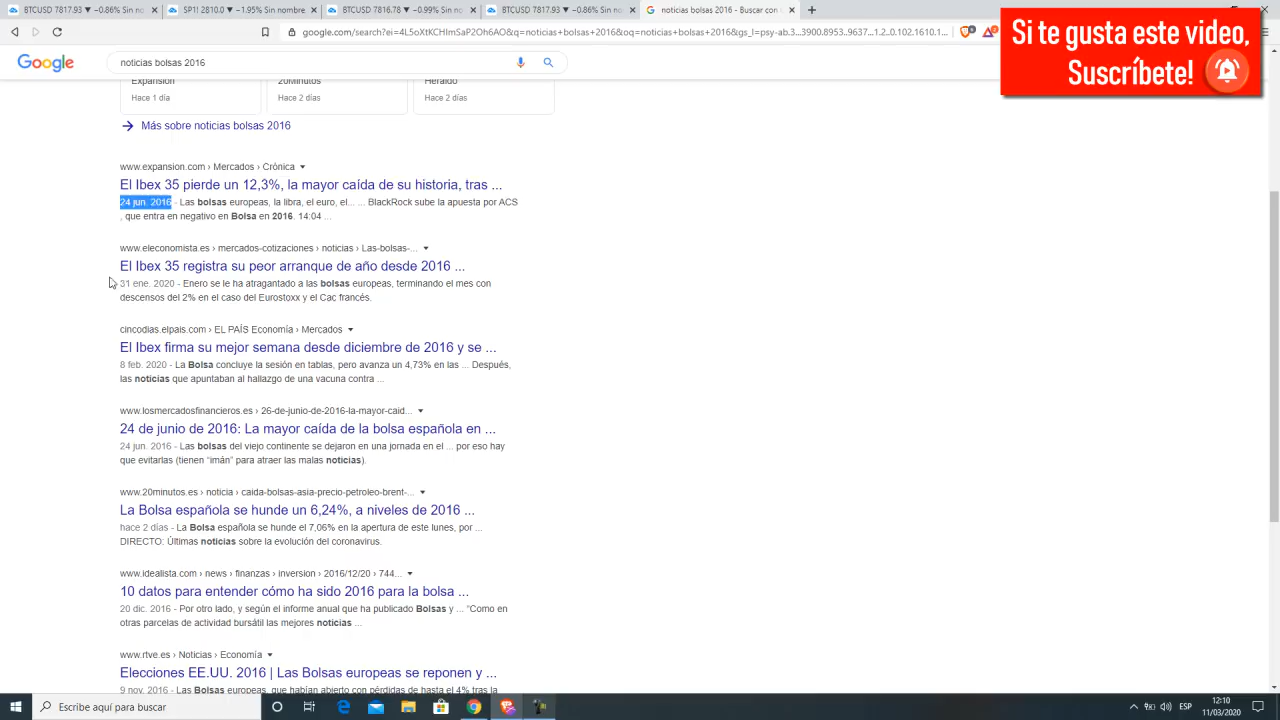 BTCUSD 7817.93 −0.86% Sin no
SP1! 2810.0 −1.95% Sin nombre
BTCUSD 7816.78 −0.99% Sin no
BTCUSD 7817.93 −0.86% Sin no
noticias bolsas 2016 - Buscar con
google.com/search?ei=4L5oXtKCHImSaP2Oh6AO&q=noticias+bolsas+2016&oq=noticias+bolsas+2016&gs_l=psy-ab.3...3900.8953..9637...1.2..0.102.1610.1...
Si te gusta este video,
Suscríbete!
Google
noticias bolsas 2016
Expansión
20Minutos
Heraldo
Hace 1 día
Hace 2 días
Hace 2 días
Más sobre noticias bolsas 2016
www.expansion.com › Mercados › Crónica
El Ibex 35 pierde un 12,3%, la mayor caída de su historia, tras ...
24 jun. 2016 - Las bolsas europeas, la libra, el euro, el... ... BlackRock sube la apuesta por ACS
, que entra en negativo en Bolsa en 2016. 14:04 ...
www.eleconomista.es › mercados-cotizaciones › noticias › Las-bolsas-...
El Ibex 35 registra su peor arranque de año desde 2016 ...
31 ene. 2020 - Enero se le ha atragantado a las bolsas europeas, terminando el mes con
descensos del 2% en el caso del Eurostoxx y el Cac francés.
cincodias.elpais.com › EL PAÍS Economía › Mercados
El Ibex firma su mejor semana desde diciembre de 2016 y se ...
8 feb. 2020 - La Bolsa concluye la sesión en tablas, pero avanza un 4,73% en las ... Después,
las noticias que apuntaban al hallazgo de una vacuna contra ...
www.losmercadosfinancieros.es › 26-de-junio-de-2016-la-mayor-caid...
24 de junio de 2016: La mayor caída de la bolsa española en ...
24 jun. 2016 - Las bolsas del viejo continente se dejaron en una jornada en el ... por eso hay
que evitarlas (tienen “imán” para atraer las malas noticias).
www.20minutos.es › noticia › caida-bolsas-asia-precio-petroleo-brent-...
La Bolsa española se hunde un 6,24%, a niveles de 2016 ...
hace 2 días - La Bolsa española se hunde el 7,06% en la apertura de este lunes, por ...
DIRECTO: Últimas noticias sobre la evolución del coronavirus.
www.idealista.com › news › finanzas › inversion › 2016/12/20 › 744...
10 datos para entender cómo ha sido 2016 para la bolsa ...
20 dic. 2016 - Por otro lado, y según el informe anual que ha publicado Bolsas y ... “Como en
otras parcelas de actividad bursátil las mejores noticias ...
www.rtve.es › Noticias › Economía
Elecciones EE.UU. 2016 | Las Bolsas europeas se reponen y ...
9 nov. 2016 - Las Bolsas europeas, que habían abierto con pérdidas de hasta el 4% tras la
Escribe aquí para buscar
ESP
12:10
11/03/2020